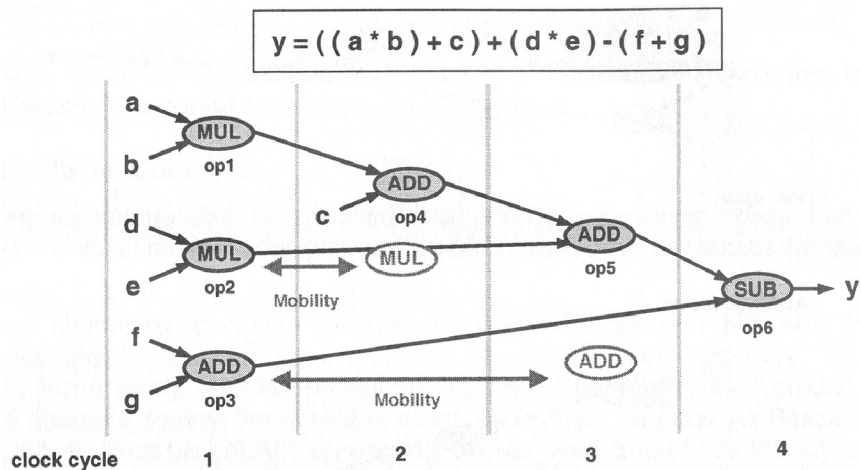 y = ( ( a * b ) + c ) + ( d * e ) - ( f + g )
a
MUL
b
op1
ADD
c
op4
d
MUL
ADD
MUL
e
op2
op5
Mobility
SUB
y
op6
f
ADD
ADD
g
op3
Mobility
clock cycle 1 2 3 4